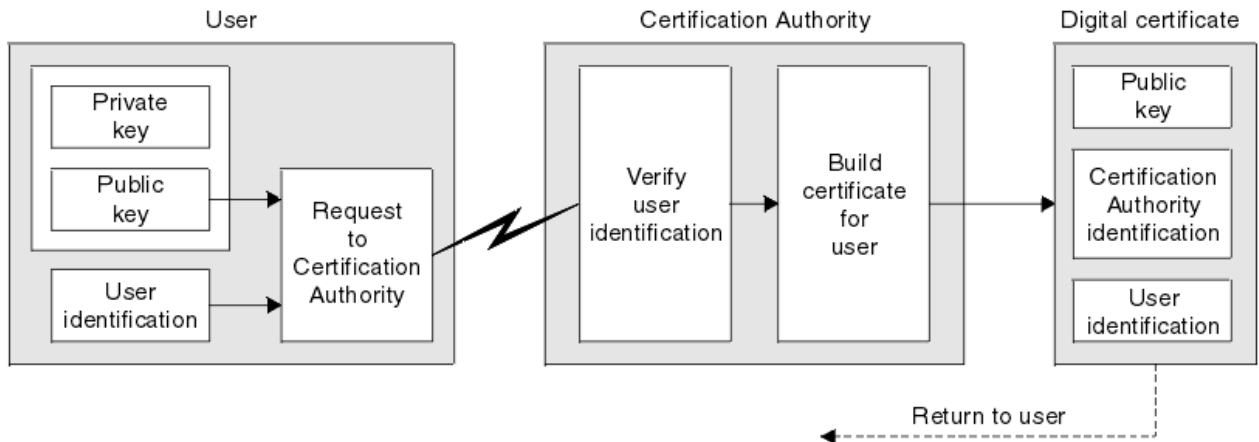 User
Certification Authority
Digital certificate
Private
key
Public
key
User
identification
Request
to
Certification
Authority
Verify
user
identification
Build
certificate
for
user
Public
key
Certification
Authority
identification
User
identification
Return to user